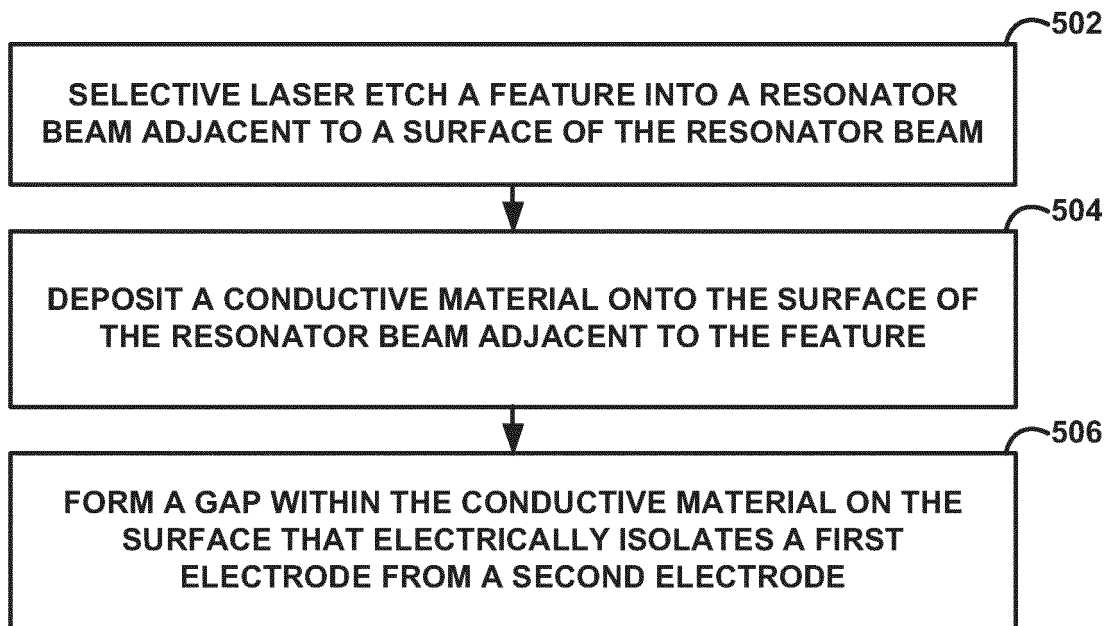 502
SELECTIVE LASER ETCH A FEATURE INTO A RESONATOR
BEAM ADJACENT TO A SURFACE OF THE RESONATOR BEAM
504
DEPOSIT A CONDUCTIVE MATERIAL ONTO THE SURFACE OF
THE RESONATOR BEAM ADJACENT TO THE FEATURE
506
FORM A GAP WITHIN THE CONDUCTIVE MATERIAL ON THE
SURFACE THAT ELECTRICALLY ISOLATES A FIRST
ELECTRODE FROM A SECOND ELECTRODE